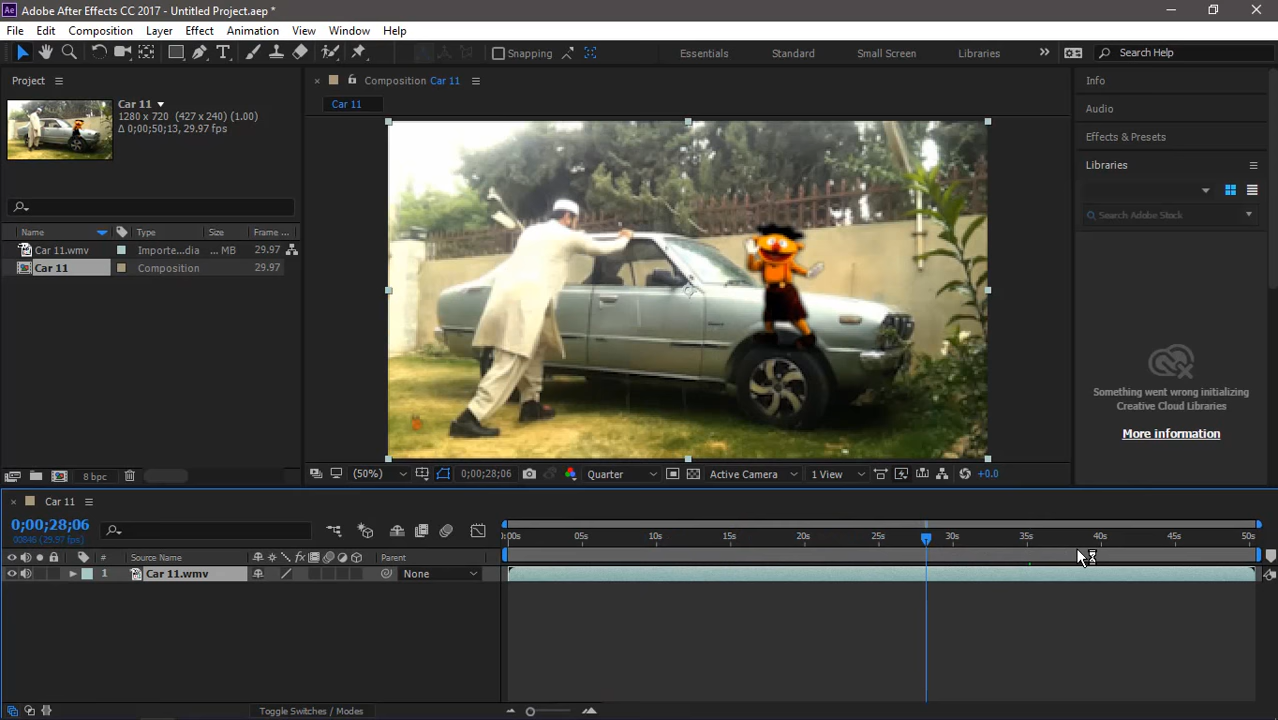 Ae Adobe After Effects CC 2017 - Untitled Project.aep *
File Edit Composition Layer Effect Animation View Window Help
Snapping Essentials Standard Small Screen Libraries Search Help
Project
Composition Car 11
Info
Car 11
1280 x 720 (427 x 240) (1.00)
Δ 0;00;50;13, 29.97 fps
Car 11
Audio
Effects & Presets
Libraries
Search Adobe Stock
Name Type Size Frame ...
Car 11.wmv Importe...dia ... MB 29.97
Car 11 Composition 29.97
Something went wrong initializing
Creative Cloud Libraries
More information
8 bpc
(50%) 0;00;28;06 Quarter Active Camera 1 View +0.0
Car 11
0;00;28;06
00846 (29.97 fps)
):00s 05s 10s 15s 20s 25s 30s 35s 40s 45s 50s
# Source Name Parent
1 Car 11.wmv None
Toggle Switches / Modes